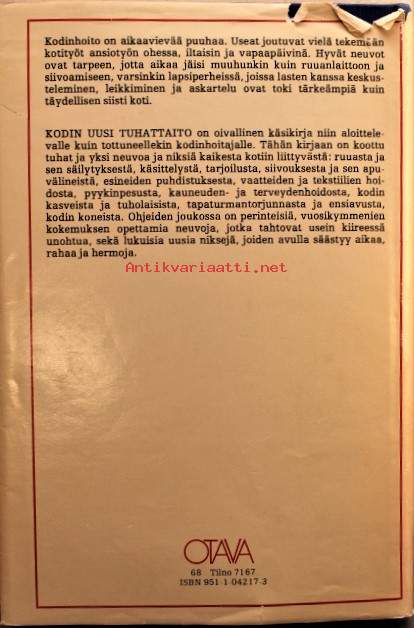 Kodinhoito on aikaavievää puuhaa. Useat joutuvat vielä tekemään
kotityöt ansiotyön ohessa, iltaisin ja vapaapäivinä. Hyvät neuvot
ovat tarpeen, jotta aikaa jäisi muuhunkin kuin ruuanlaittoon ja
siivoamiseen, varsinkin lapsiperheissä, joissa lasten kanssa keskus-
teleminen, leikkiminen ja askartelu ovat toki tärkeämpiä kuin
täydellisen siisti koti.
KODIN UUSI TUHATTAITO on oivallinen käsikirja niin aloittele-
valle kuin tottuneellekin kodinhoitajalle. Tähän kirjaan on koottu
tuhat ja yksi neuvoa ja niksiä kaikesta kotiin liittyvästä: ruuasta ja
sen säilytyksestä, käsittelystä, tarjoilusta, siivouksesta ja sen apu-
välineistä, esineiden puhdistuksesta, vaatteiden ja tekstiilien hoi-
dosta, pyykinpesusta, kauneuden- ja terveydenhoidosta, kodin
kasveista ja tuholaisista, tapaturmantorjunnasta ja ensiavusta,
kodin koneista. Ohjeiden joukossa on perinteisiä, vuosikymmenien
kokemuksen opettamia neuvoja, jotka tahtovat usein kiireessä
unohtua, sekä lukuisia uusia niksejä, joiden avulla säästyy aikaa,
rahaa ja hermoja.
Antikvariaatti.net
OTAVA
68 Tilno 7167
ISBN 951-1-04217-3